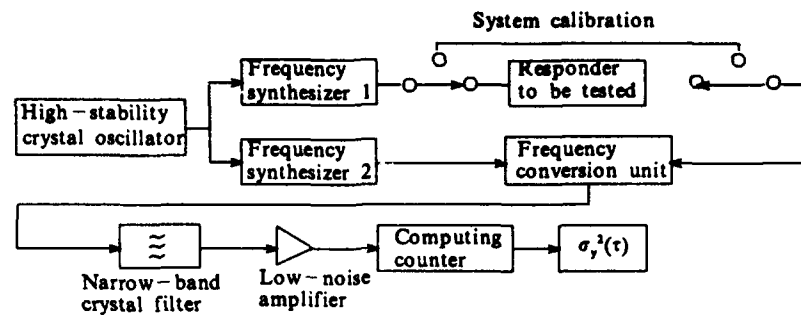 System calibration
Frequency
synthesizer 1
Responder
to be tested
High-stability
crystal oscillator
Frequency
synthesizer 2
Frequency
conversion unit
Narrow-band
crystal filter
Low-noise
amplifier
Computing
counter
σ_y²(τ)